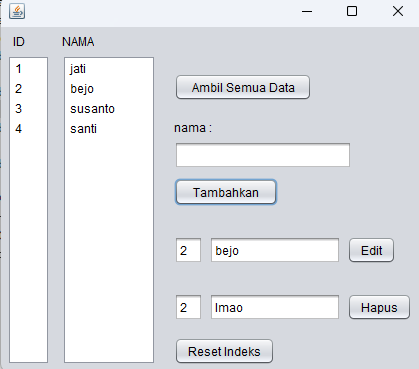 ID NAMA
1 jati
2 bejo
3 susanto
4 santi
Ambil Semua Data
nama :
Tambahkan
2 bejo Edit
2 lmao Hapus
Reset Indeks